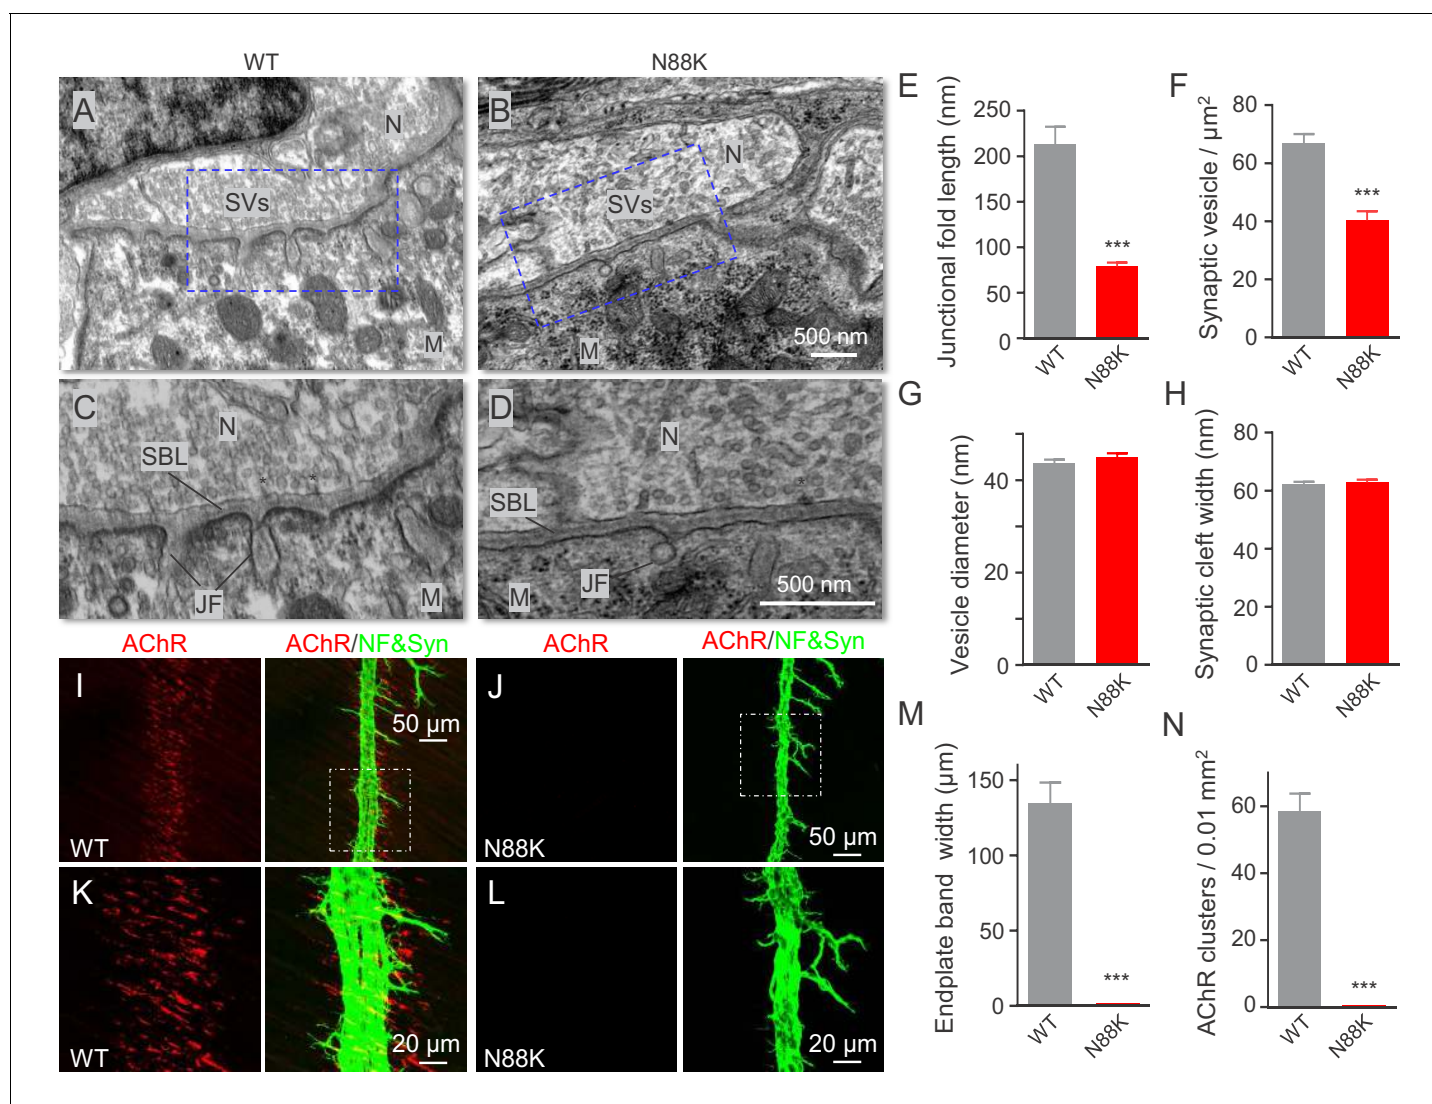 WT
N88K
A
N
SVs
M
B
N
SVs
500 nm
M
C
N
SBL
*
*
JF
M
D
N
*
SBL
JF
M
500 nm
E
Junctional fold length (nm)
250
200
150
100
50
0
***
WT
N88K
F
Synaptic vesicle / µm²
80
60
40
20
0
***
WT
N88K
G
Vesicle diameter (nm)
40
20
0
WT
N88K
H
Synaptic cleft width (nm)
80
60
40
20
0
WT
N88K
AChR
AChR/NF&Syn
AChR
AChR/NF&Syn
I
WT
50 µm
J
N88K
50 µm
K
WT
20 µm
L
N88K
20 µm
M
Endplate band width (µm)
150
100
50
0
***
WT
N88K
N
AChR clusters / 0.01 mm²
60
40
20
0
***
WT
N88K